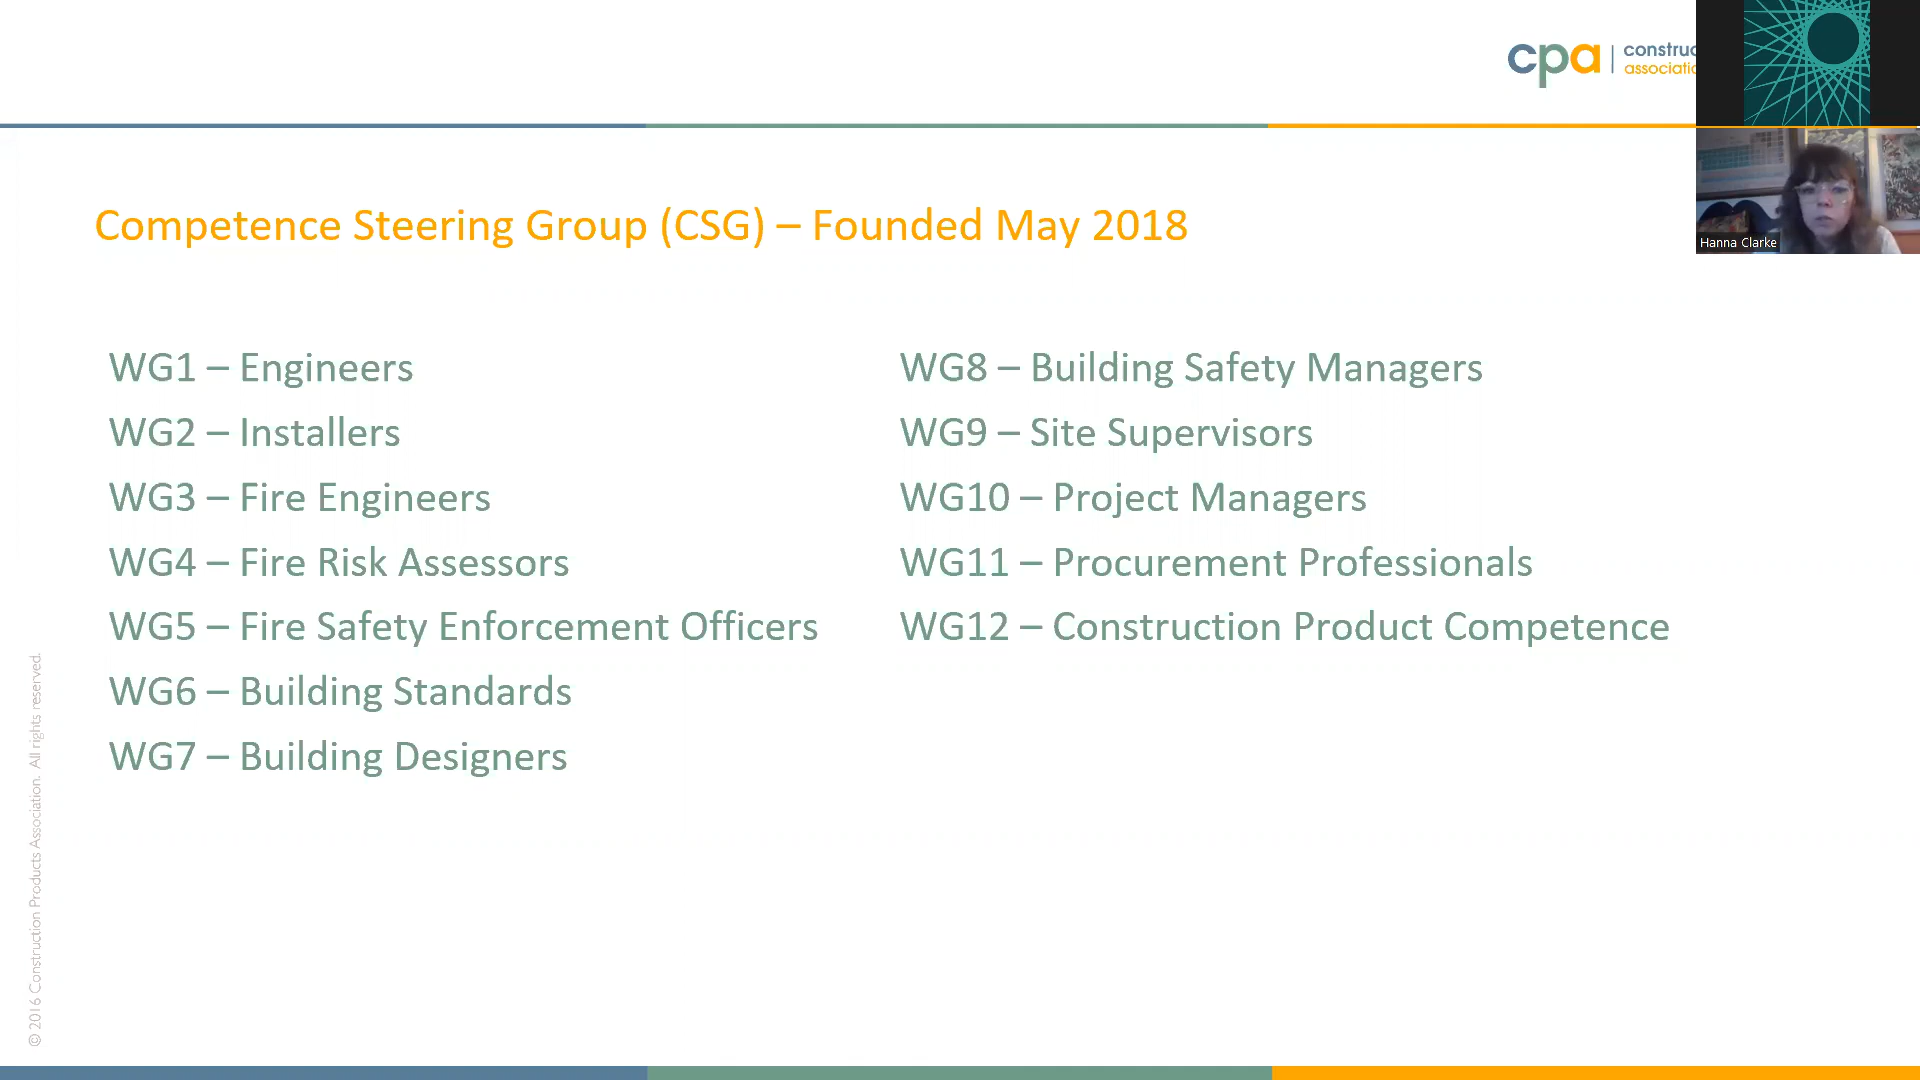 cpa
construc
associatio
Hanna Clarke
Competence Steering Group (CSG) – Founded May 2018
WG1 – Engineers
WG2 – Installers
WG3 – Fire Engineers
WG4 – Fire Risk Assessors
WG5 – Fire Safety Enforcement Officers
WG6 – Building Standards
WG7 – Building Designers
WG8 – Building Safety Managers
WG9 – Site Supervisors
WG10 – Project Managers
WG11 – Procurement Professionals
WG12 – Construction Product Competence
© 2016 Construction Products Association. All rights reserved.